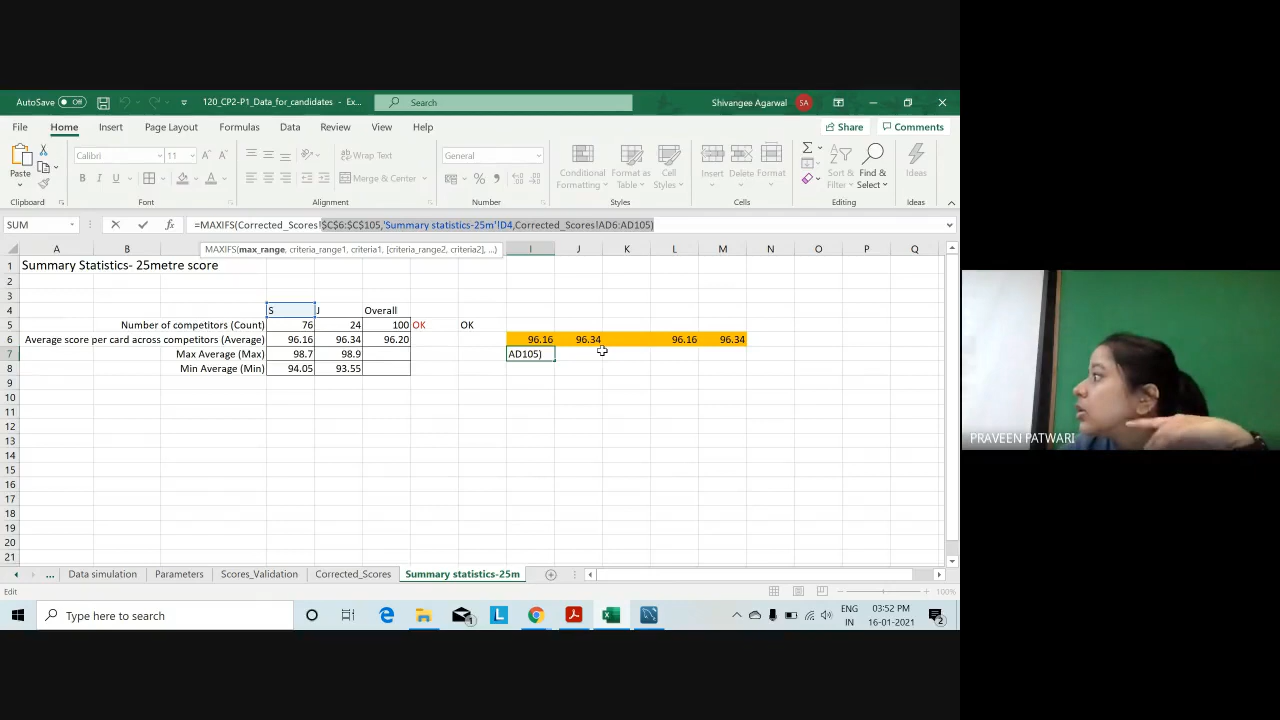 AutoSave Off 120_CP2-P1_Data_for_candidates - Ex... Search Shivangee Agarwal SA
File Home Insert Page Layout Formulas Data Review View Help Share Comments
Paste
Calibri 11 A A Wrap Text General Conditional Formatting Format as Table Cell Styles Insert Delete Format Sort & Filter Find & Select Ideas
B I U A Merge & Center % ,
Clipboard Font Alignment Number Styles Cells Editing Ideas
SUM fx =MAXIFS(Corrected_Scores!$C$6:$C$105,'Summary statistics-25m'!D4,Corrected_Scores!AD6:AD105)
MAXIFS(max_range, criteria_range1, criteria1, [criteria_range2, criteria2], ...)
A B I J K L M N O P Q
1 Summary Statistics- 25metre score
2
3
4 S J Overall
5 Number of competitors (Count) 76 24 100 OK OK
6 Average score per card across competitors (Average) 96.16 96.34 96.20 96.16 96.34 96.16 96.34
7 Max Average (Max) 98.7 98.9 AD105)
8 Min Average (Min) 94.05 93.55
9
10
11
12
13
14
15
16
17
18
19
20
21
... Data simulation Parameters Scores_Validation Corrected_Scores Summary statistics-25m
Edit 100%
Type here to search 1 L ENG IN 03:52 PM 16-01-2021 2
PRAVEEN PATWARI